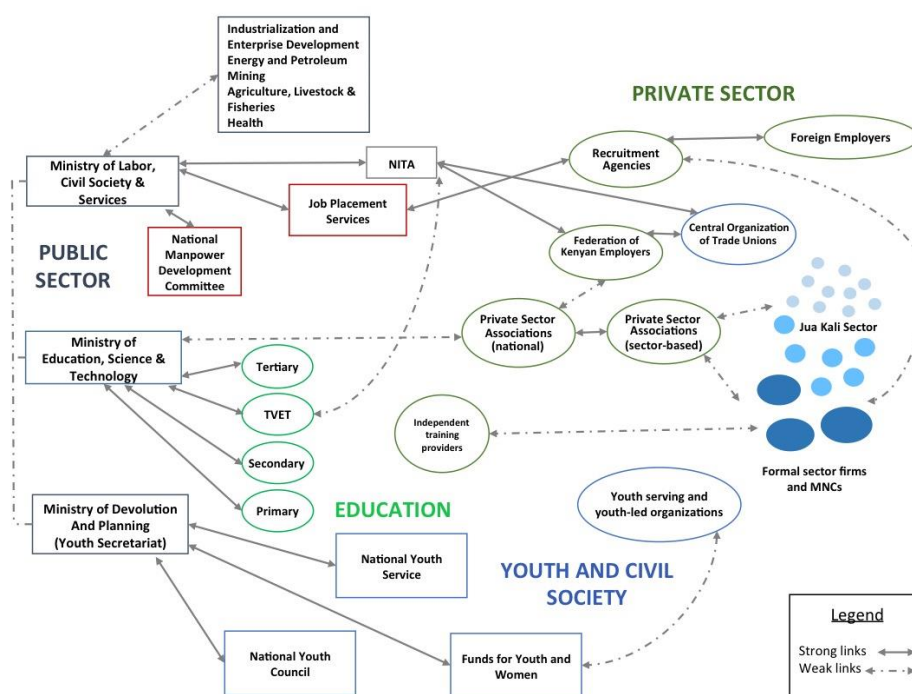 Industrialization and
Enterprise Development
Energy and Petroleum
Mining
Agriculture, Livestock &
Fisheries
Health
PRIVATE SECTOR
Foreign Employers
Recruitment
Agencies
Ministry of Labor,
Civil Society &
Services
NITA
Job Placement
Services
Central Organization
of Trade Unions
Federation of
Kenyan Employers
National
Manpower
Development
Committee
PUBLIC
SECTOR
Private Sector
Associations
(national)
Private Sector
Associations
(sector-based)
Jua Kali Sector
Ministry of
Education, Science &
Technology
Tertiary
TVET
Secondary
Primary
EDUCATION
Independent
training
providers
Formal sector firms
and MNCs
Ministry of Devolution
And Planning
(Youth Secretariat)
Youth serving and
youth-led organizations
National Youth
Service
YOUTH AND CIVIL
SOCIETY
National Youth
Council
Funds for Youth and
Women
Legend
Strong links
Weak links